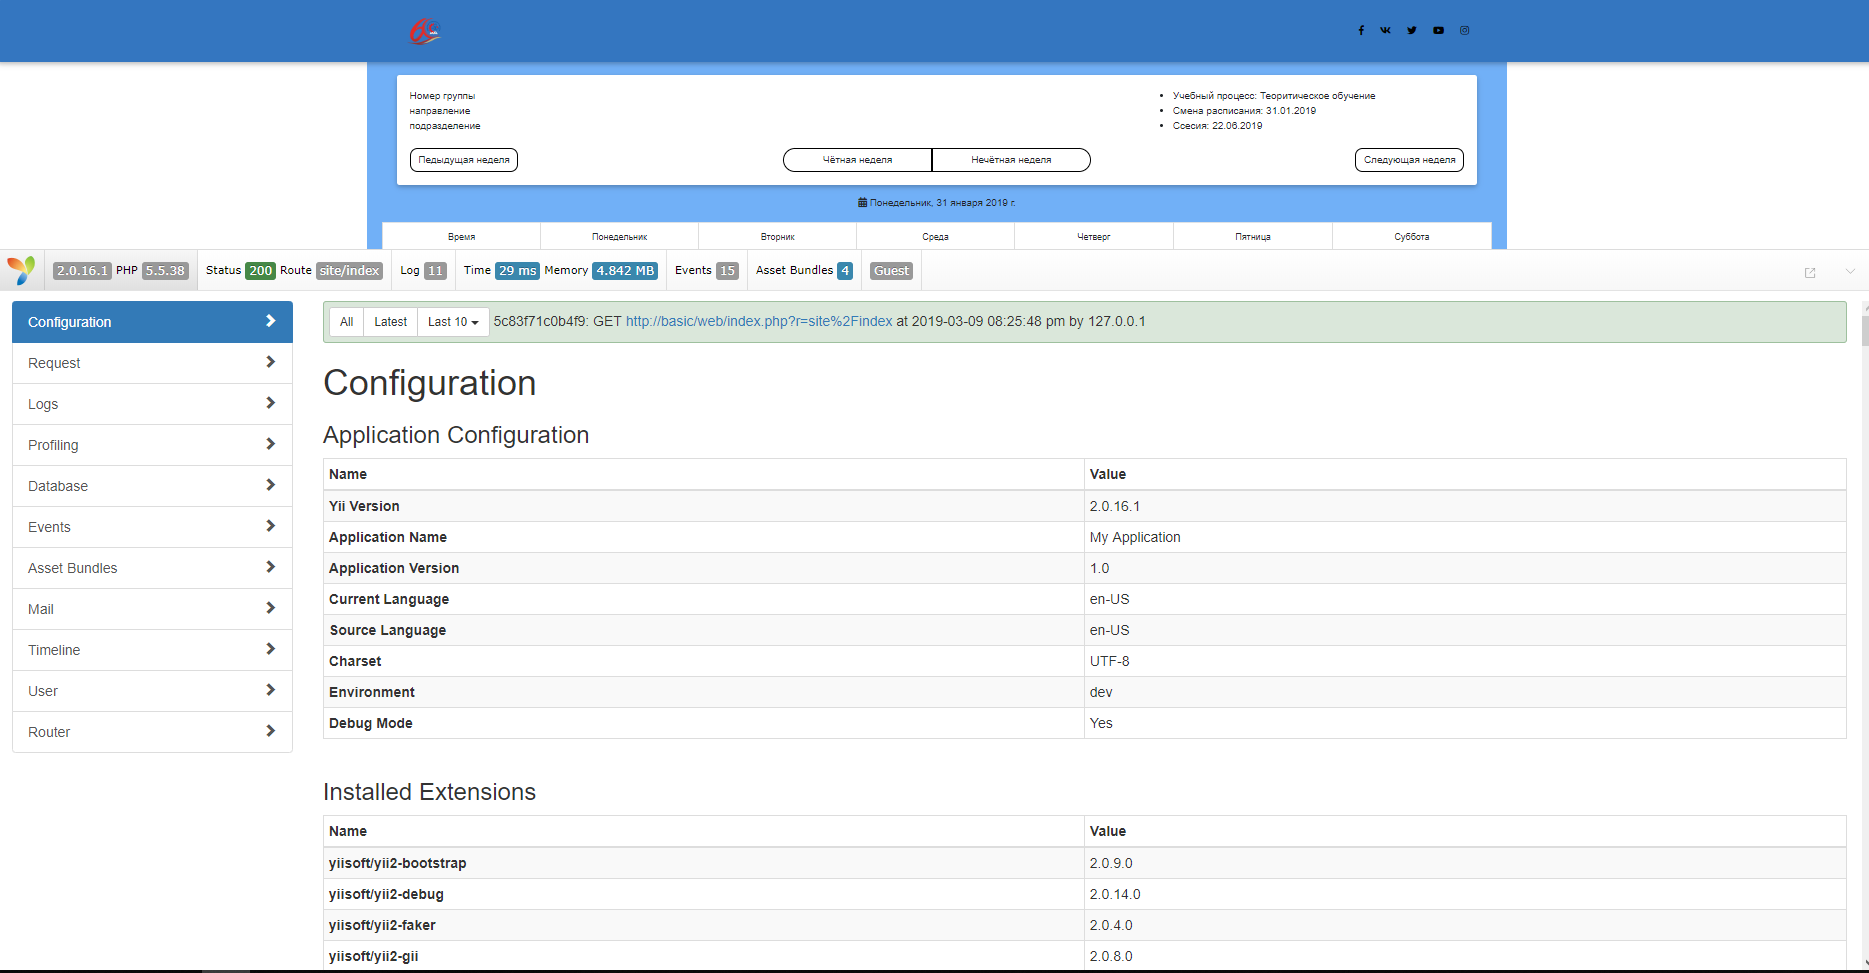 Номер группы
направление
подразделение
Учебный процесс: Теоритическое обучение
Смена расписания: 31.01.2019
Ссесия: 22.06.2019
Педыдущая неделя
Чётная неделя
Нечётная неделя
Следующая неделя
Понедельник, 31 января 2019 г.
Время Понедельник Вторник Среда Четверг Пятница Суббота
2.0.16.1 PHP 5.5.38 Status 200 Route site/index Log 11 Time 29 ms Memory 4.842 MB Events 15 Asset Bundles 4 Guest
Configuration
Request
Logs
Profiling
Database
Events
Asset Bundles
Mail
Timeline
User
Router
All Latest Last 10 5c83f71c0b4f9: GET http://basic/web/index.php?r=site%2Findex at 2019-03-09 08:25:48 pm by 127.0.0.1
Configuration
Application Configuration
Name Value
Yii Version 2.0.16.1
Application Name My Application
Application Version 1.0
Current Language en-US
Source Language en-US
Charset UTF-8
Environment dev
Debug Mode Yes
Installed Extensions
Name Value
yiisoft/yii2-bootstrap 2.0.9.0
yiisoft/yii2-debug 2.0.14.0
yiisoft/yii2-faker 2.0.4.0
yiisoft/yii2-gii 2.0.8.0